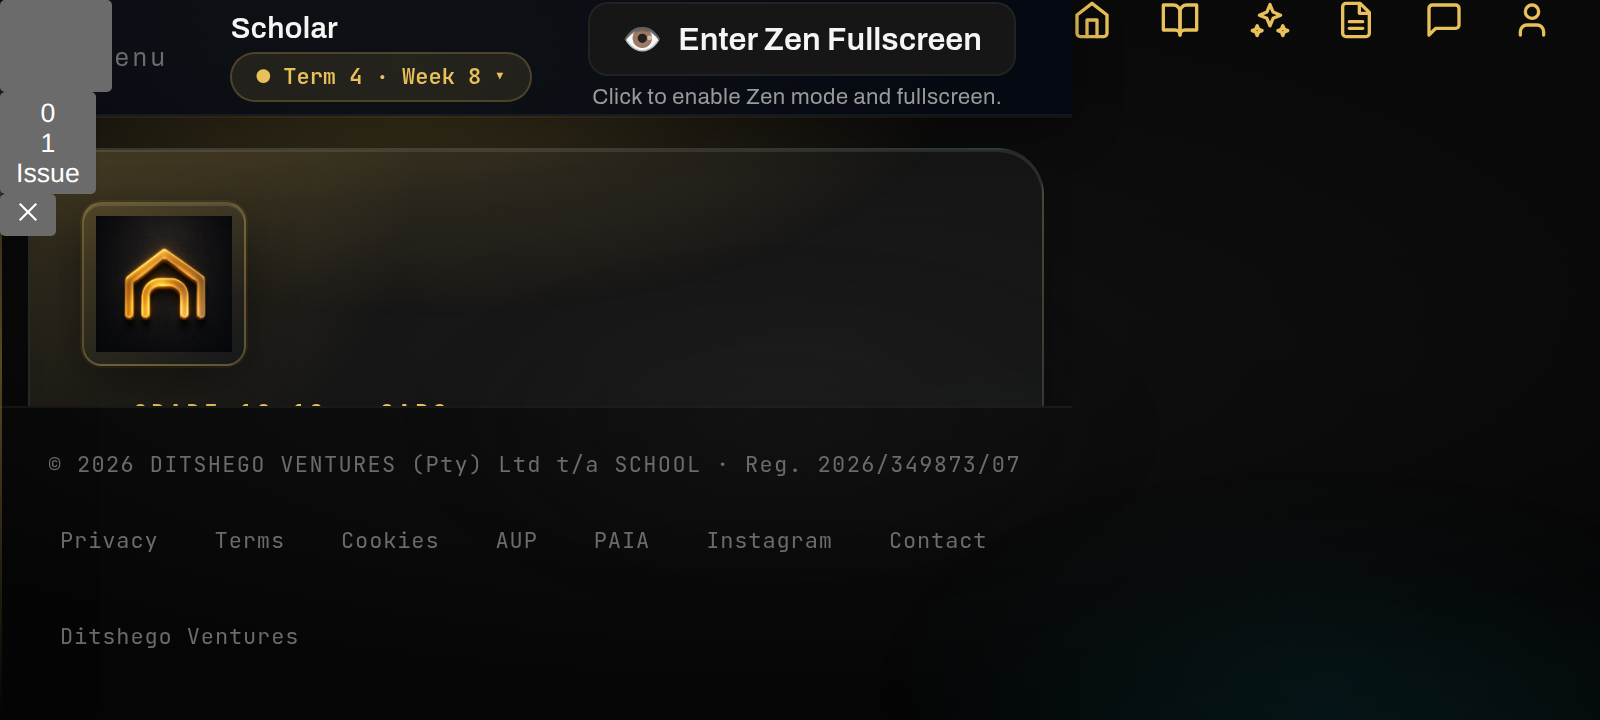 enu
Scholar
Term 4 · Week 8 ▾
Enter Zen Fullscreen
Click to enable Zen mode and fullscreen.
0
1
Issue
© 2026 DITSHEGO VENTURES (Pty) Ltd t/a SCHOOL · Reg. 2026/349873/07
Privacy Terms Cookies AUP PAIA Instagram Contact
Ditshego Ventures